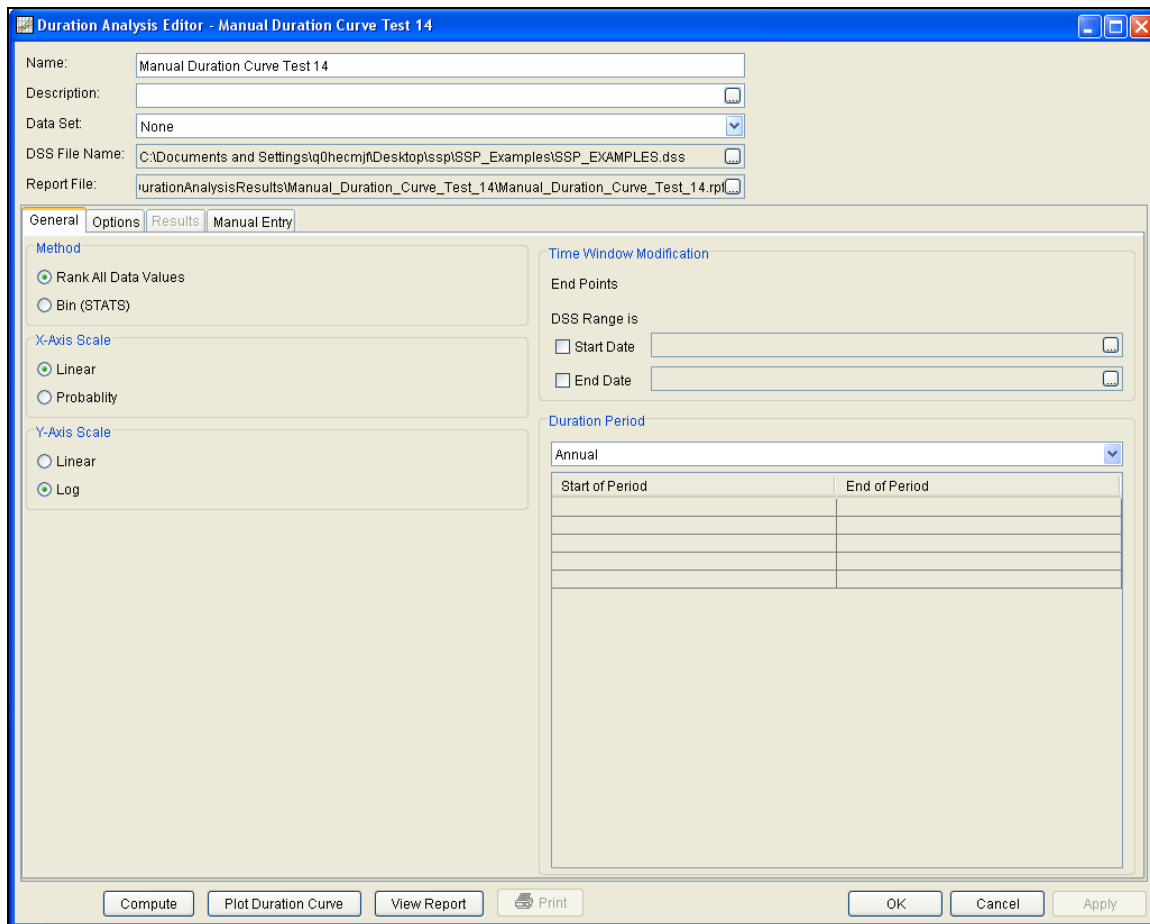 Duration Analysis Editor - Manual Duration Curve Test 14
Name:
Manual Duration Curve Test 14
Description:
...
Data Set:
None
DSS File Name:
C:\Documents and Settings\q0hecmjf\Desktop\ssp\SSP_Examples\SSP_EXAMPLES.dss
...
Report File:
urationAnalysisResults\Manual_Duration_Curve_Test_14\Manual_Duration_Curve_Test_14.rpt
...
General
Options
Results
Manual Entry
Method
Rank All Data Values
Bin (STATS)
X-Axis Scale
Linear
Probablity
Y-Axis Scale
Linear
Log
Time Window Modification
End Points
DSS Range is
Start Date
...
End Date
...
Duration Period
Annual
Start of Period
End of Period
Compute
Plot Duration Curve
View Report
Print
OK
Cancel
Apply